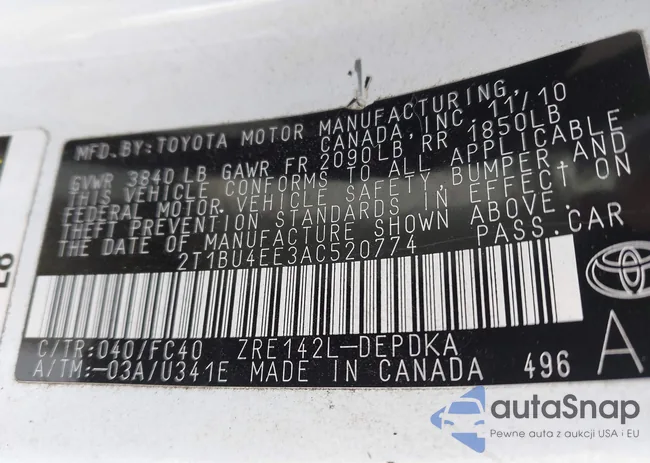 MFD. BY: TOYOTA MOTOR MANUFACTURING,
CANADA, INC. 11/10
GVWR 3840 LB GAWR FR 2090LB, RR 1850LB
THIS VEHICLE CONFORMS TO ALL APPLICABLE
FEDERAL MOTOR VEHICLE SAFETY, BUMPER AND
THEFT PREVENTION STANDARDS IN EFFECT ON
THE DATE OF MANUFACTURE SHOWN ABOVE.
2T1BU4EE3AC520774 PASS. CAR
C/TR:040/FC40 ZRE142L-DEPDKA A
A/TM:-03A/U341E MADE IN CANADA 496
autaSnap
Pewne auta z aukcji USA i EU